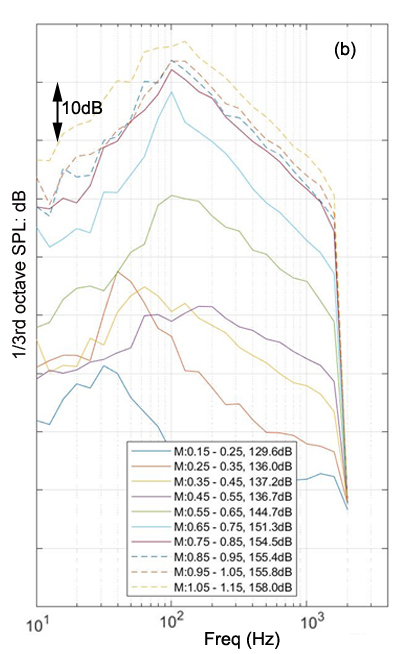 (b)
10dB
1/3rd octave SPL: dB
M:0.15 - 0.25, 129.6dB
M:0.25 - 0.35, 136.0dB
M:0.35 - 0.45, 137.2dB
M:0.45 - 0.55, 136.7dB
M:0.55 - 0.65, 144.7dB
M:0.65 - 0.75, 151.3dB
M:0.75 - 0.85, 154.5dB
M:0.85 - 0.95, 155.4dB
M:0.95 - 1.05, 155.8dB
M:1.05 - 1.15, 158.0dB
10¹ 10² 10³
Freq (Hz)